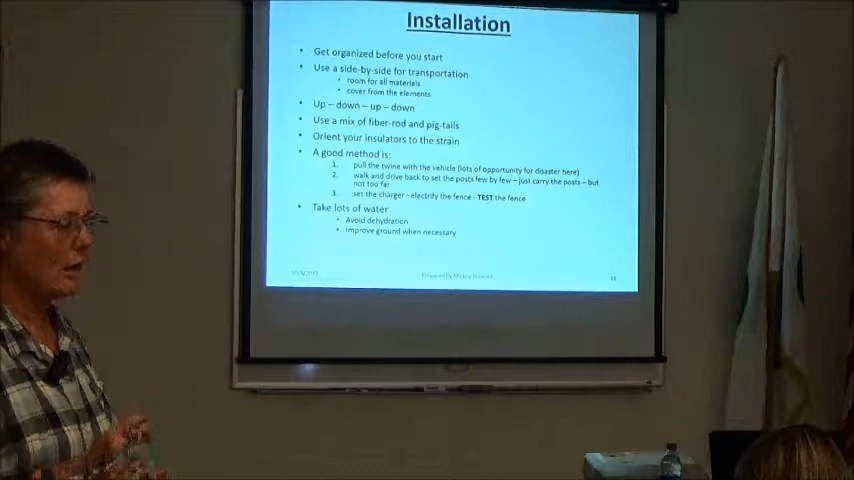 Installation
• Get organized before you start
• Use a side-by-side for transportation
• room for all materials
• cover from the elements
• Up – down – up – down
• Use a mix of fiber-rod and pig-tails
• Orient your insulators to the strain
• A good method is:
1. pull the twine with the vehicle (lots of opportunity for disaster here)
2. walk and drive back to set the posts few by few – just carry the posts – but
not too far
3. set the charger - electrify the fence - TEST the fence
• Take lots of water
• Avoid dehydration
• Improve ground when necessary
Prepared by Mickey